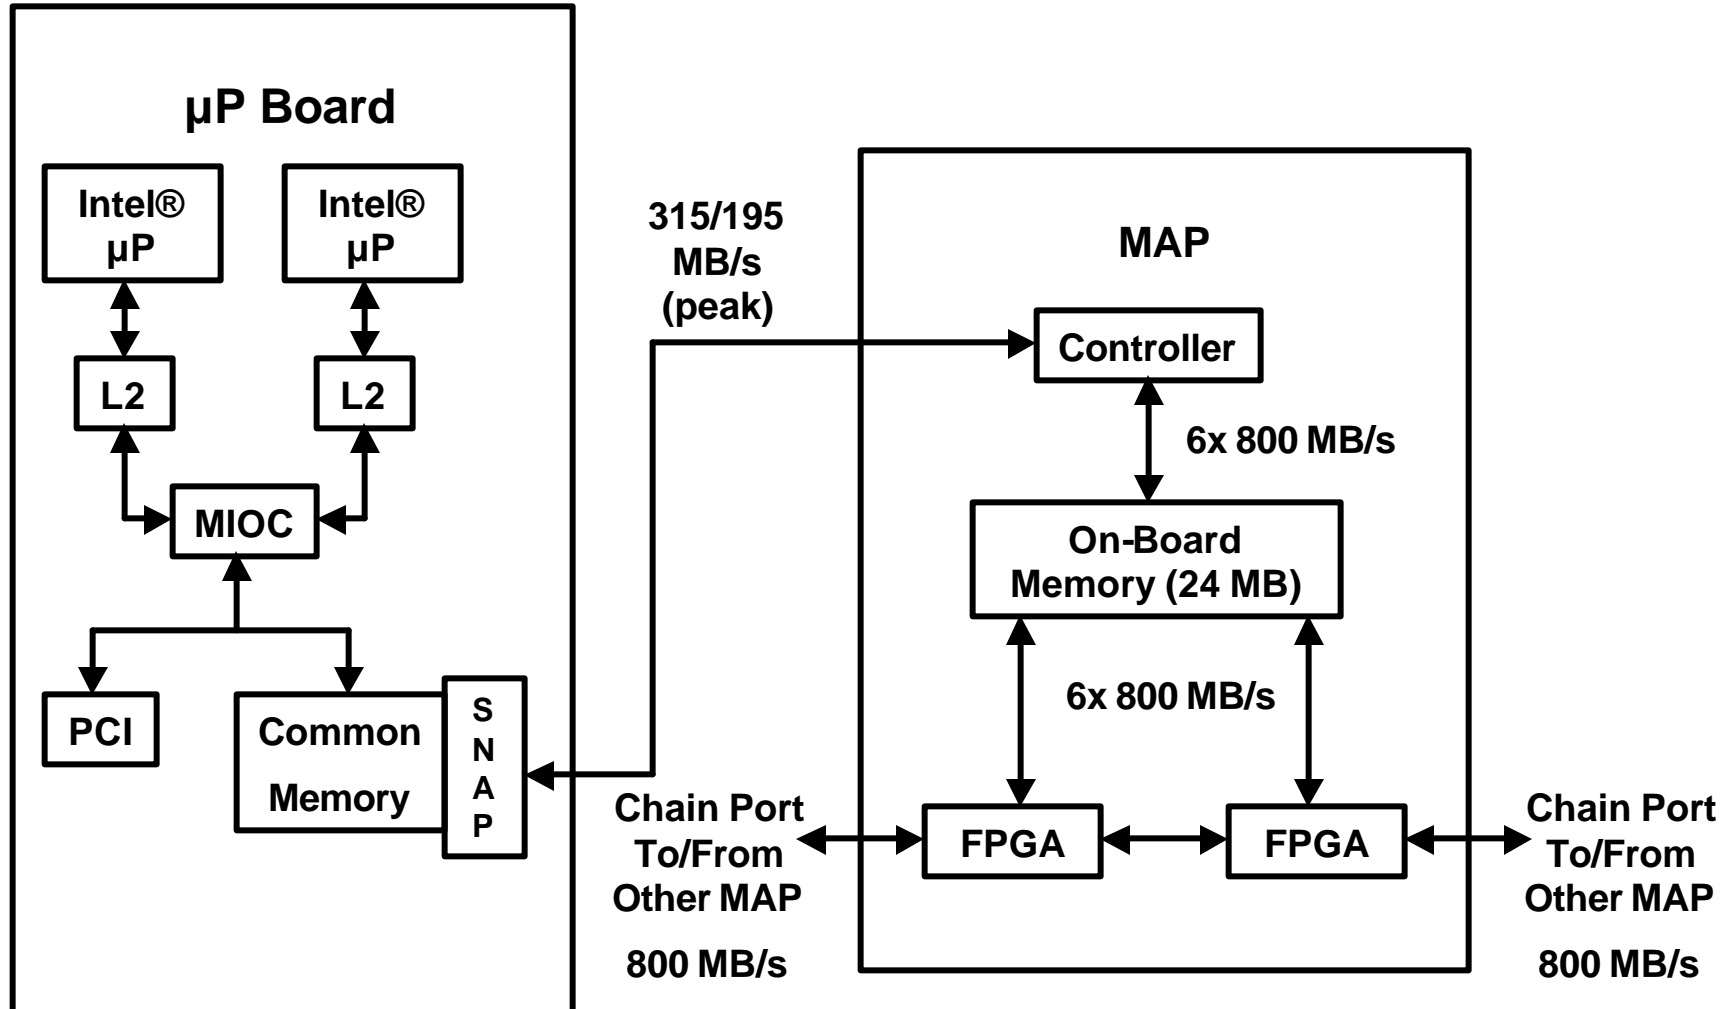 µP Board
Intel®
µP
Intel®
µP
L2
L2
MIOC
PCI
Common
Memory
S
N
A
P
315/195
MB/s
(peak)
MAP
Controller
6x 800 MB/s
On-Board
Memory (24 MB)
6x 800 MB/s
FPGA
FPGA
Chain Port
To/From
Other MAP
800 MB/s
Chain Port
To/From
Other MAP
800 MB/s